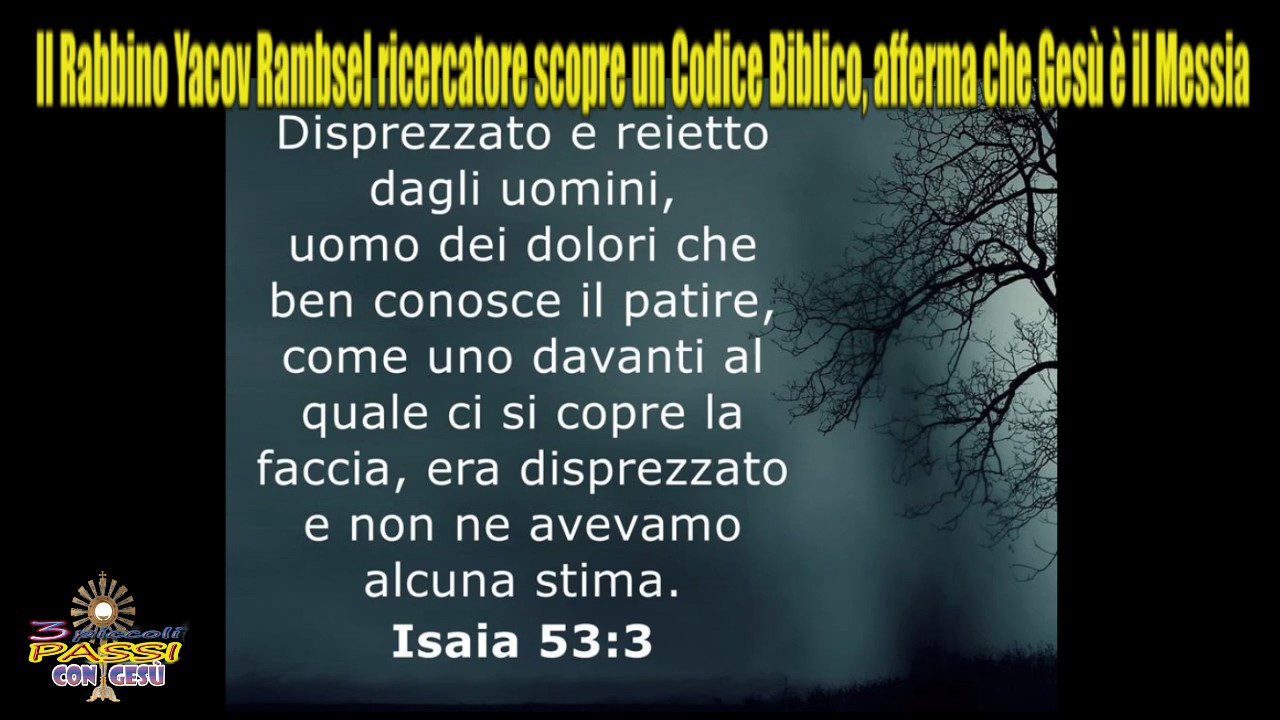 Il Rabbino Yacov Rambsel ricercatore scopre un Codice Biblico, afferma che Gesù è il Messia
Disprezzato e reietto
dagli uomini,
uomo dei dolori che
ben conosce il patire,
come uno davanti al
quale ci si copre la
faccia, era disprezzato
e non ne avevamo
alcuna stima.
Isaia 53:3
3 piccoli
PASSI
CON GESÙ